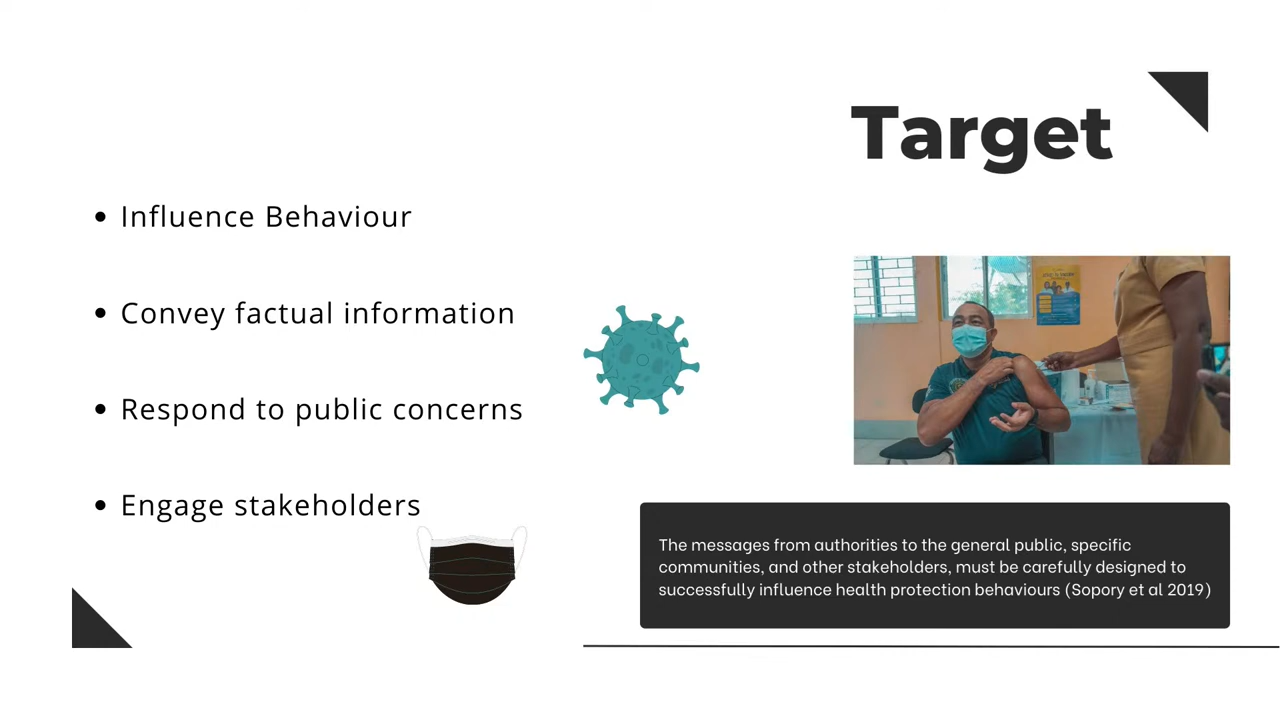 Target
Influence Behaviour
Convey factual information
Respond to public concerns
Engage stakeholders
The messages from authorities to the general public, specific
communities, and other stakeholders, must be carefully designed to
successfully influence health protection behaviours (Sopory et al 2019)